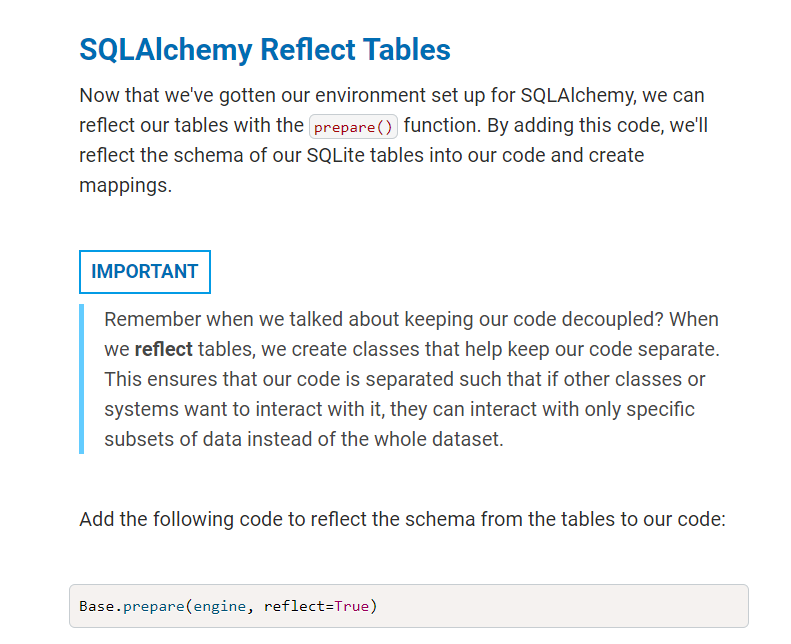 SQLAlchemy Reflect Tables
Now that we've gotten our environment set up for SQLAlchemy, we can
reflect our tables with the prepare() function. By adding this code, we'll
reflect the schema of our SQLite tables into our code and create
mappings.
IMPORTANT
Remember when we talked about keeping our code decoupled? When
we reflect tables, we create classes that help keep our code separate.
This ensures that our code is separated such that if other classes or
systems want to interact with it, they can interact with only specific
subsets of data instead of the whole dataset.
Add the following code to reflect the schema from the tables to our code:
Base.prepare(engine, reflect=True)